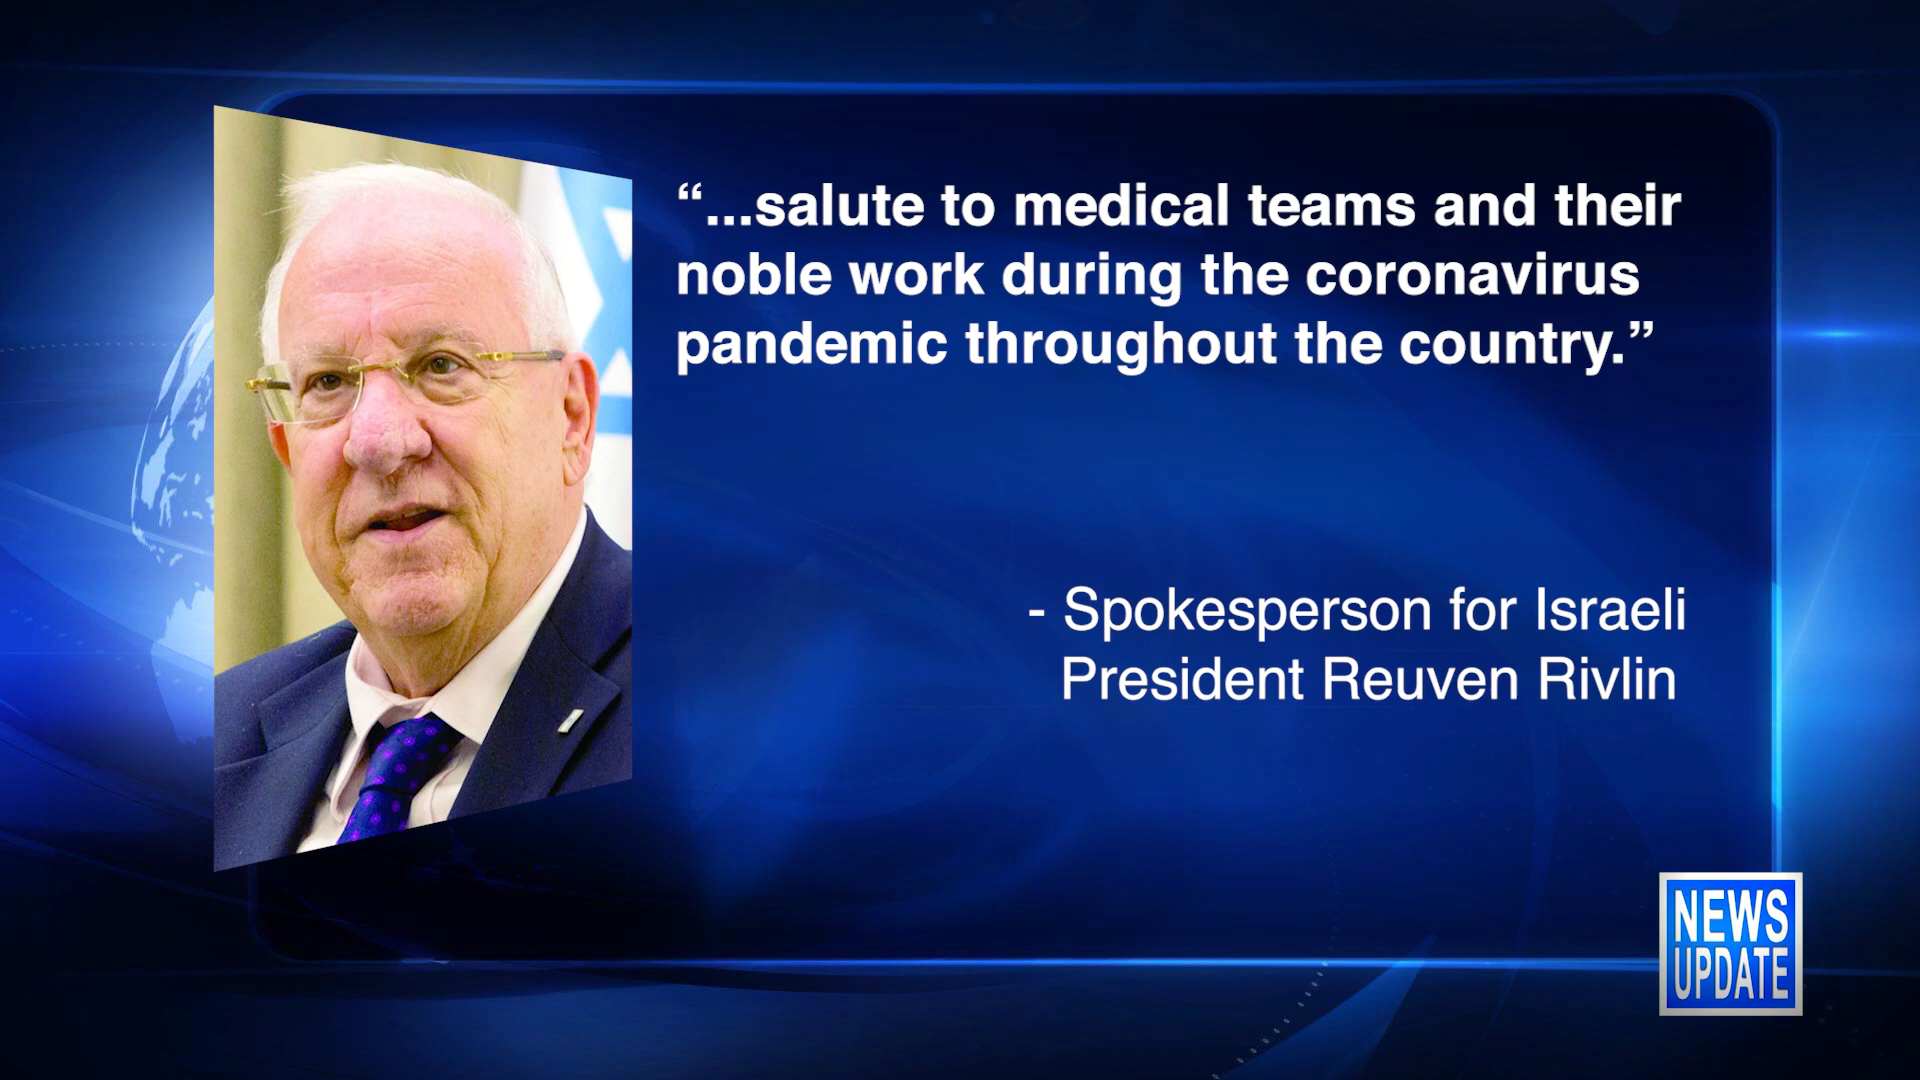 “...salute to medical teams and their
noble work during the coronavirus
pandemic throughout the country.”
- Spokesperson for Israeli
President Reuven Rivlin
NEWS
UPDATE